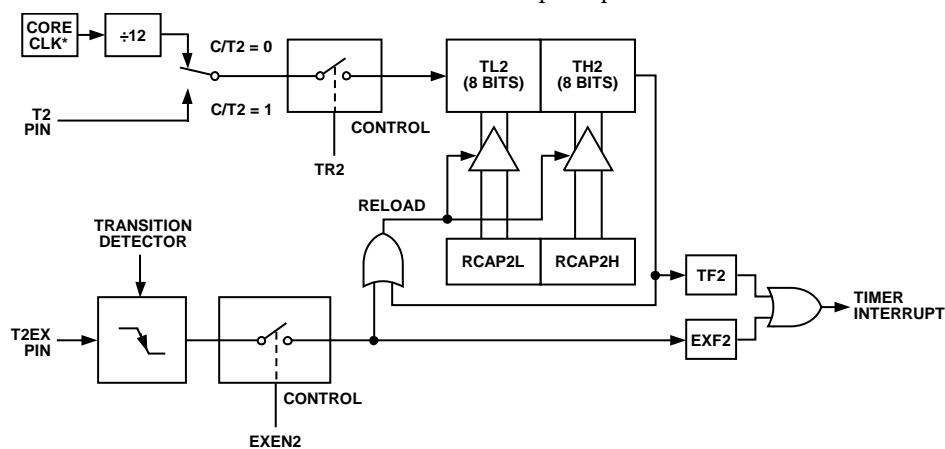 CORE
CLK*
÷12
C/T2 = 0
C/T2 = 1
T2
PIN
CONTROL
TR2
TL2
(8 BITS)
TH2
(8 BITS)
RELOAD
TRANSITION
DETECTOR
RCAP2L
RCAP2H
TF2
TIMER
INTERRUPT
T2EX
PIN
EXF2
CONTROL
EXEN2